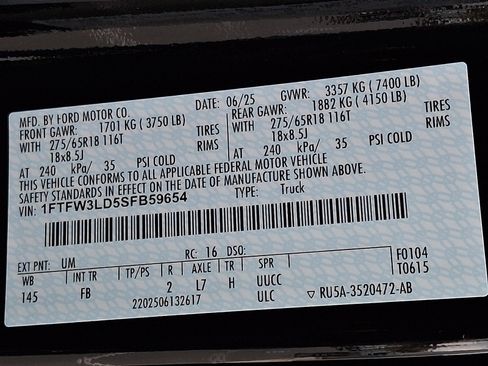 MFD. BY FORD MOTOR CO. DATE: 06/25 GVWR: 3357 KG ( 7400 LB)
FRONT GAWR: 1701 KG ( 3750 LB) REAR GAWR: 1882 KG ( 4150 LB)
WITH 275/65R18 116T TIRES WITH 275/65R18 116T TIRES
18x8.5J RIMS 18x8.5J RIMS
AT 240 kPa/ 35 PSI COLD AT 240 kPa/ 35 PSI COLD
THIS VEHICLE CONFORMS TO ALL APPLICABLE FEDERAL MOTOR VEHICLE
SAFETY STANDARDS IN EFFECT ON THE DATE OF MANUFACTURE SHOWN ABOVE.
VIN: 1FTFW3LD5SFB59654 TYPE: Truck
EXT PNT: UM RC: 16 DSO: F0104
WB INT TR TP/PS R AXLE TR SPR T0615
145 FB 2 L7 H UUCC
2202506132617 ULC ▽ RU5A-3520472-AB